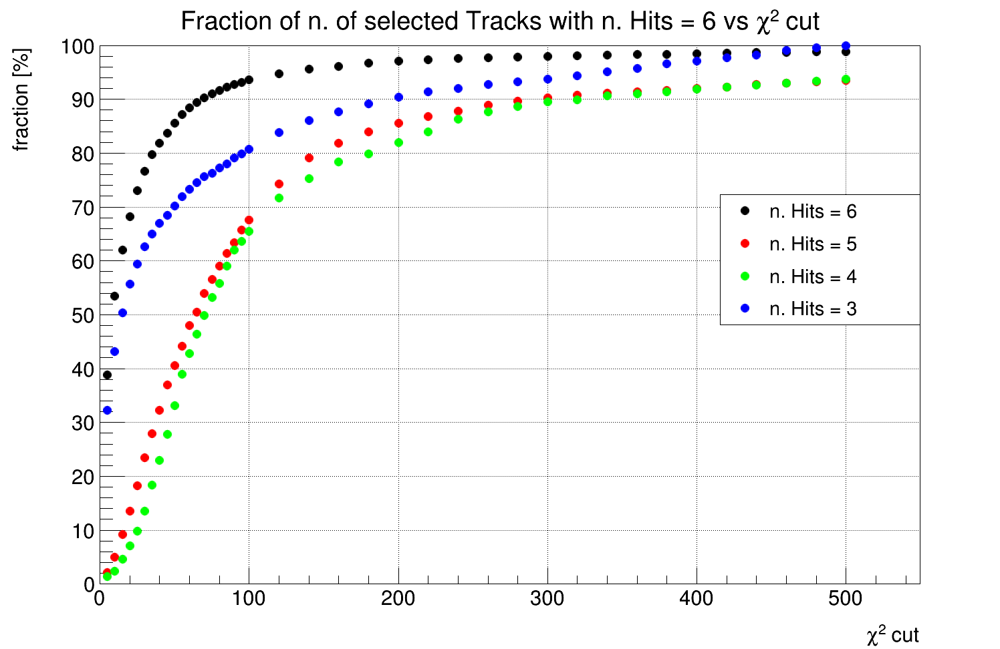 Fraction of n. of selected Tracks with n. Hits = 6 vs χ² cut
fraction [%]
100
90
80
70
60
50
40
30
20
10
0
n. Hits = 6
n. Hits = 5
n. Hits = 4
n. Hits = 3
0 100 200 300 400 500
χ² cut